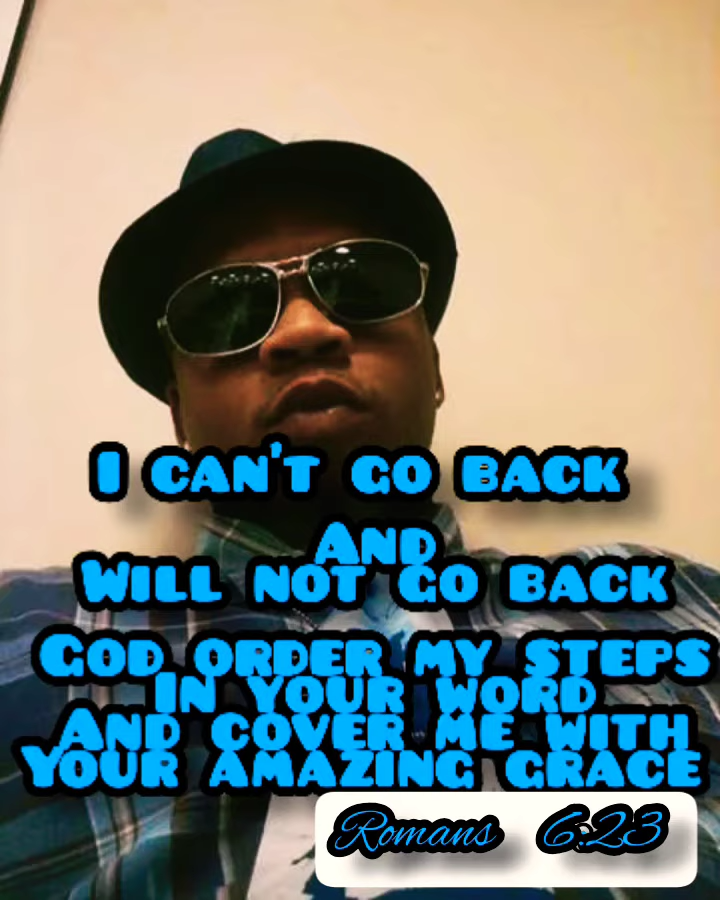 I CAN'T GO BACK
AND
WILL NOT GO BACK
GOD ORDER MY STEPS
IN YOUR WORD
AND COVER ME WITH
YOUR AMAZING GRACE
Romans 6:23